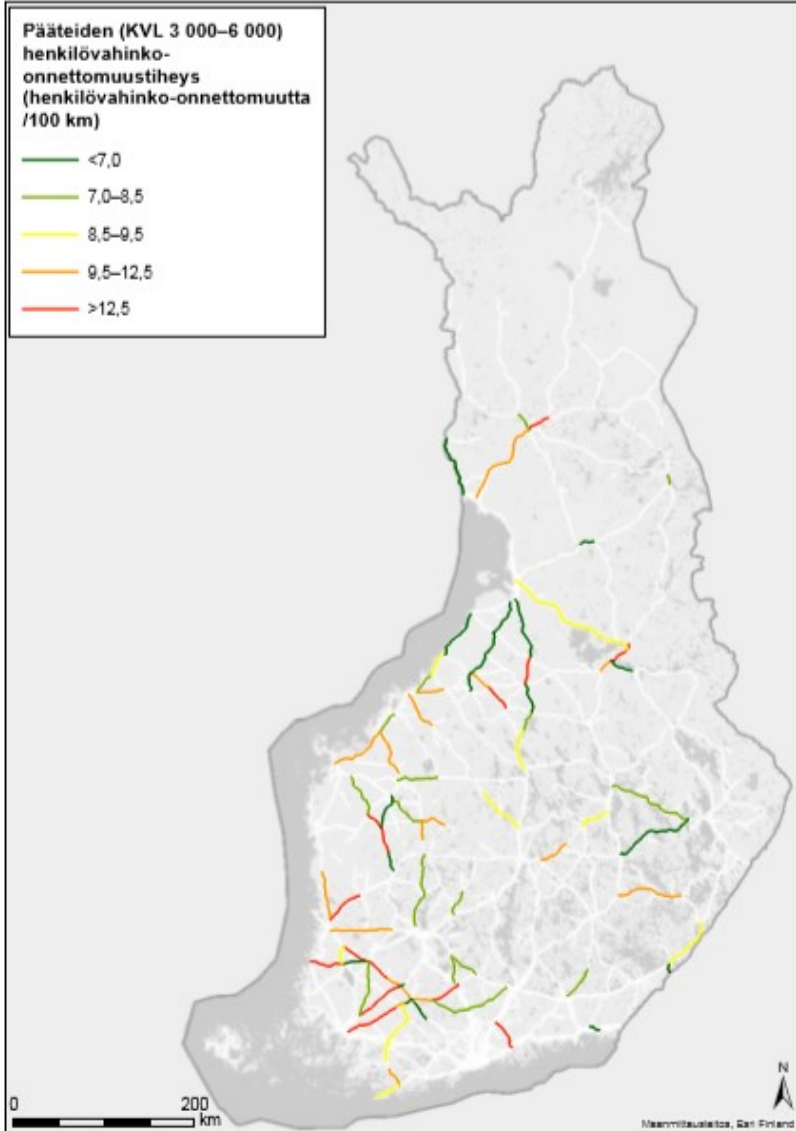 Pääteiden (KVL 3 000–6 000)
henkilövahinko-
onnettomuustiheys
(henkilövahinko-onnettomuutta
/100 km)
<7,0
7,0–8,5
8,5–9,5
9,5–12,5
>12,5
N
0 200
km
Maanmittauslaitos, Esri Finland